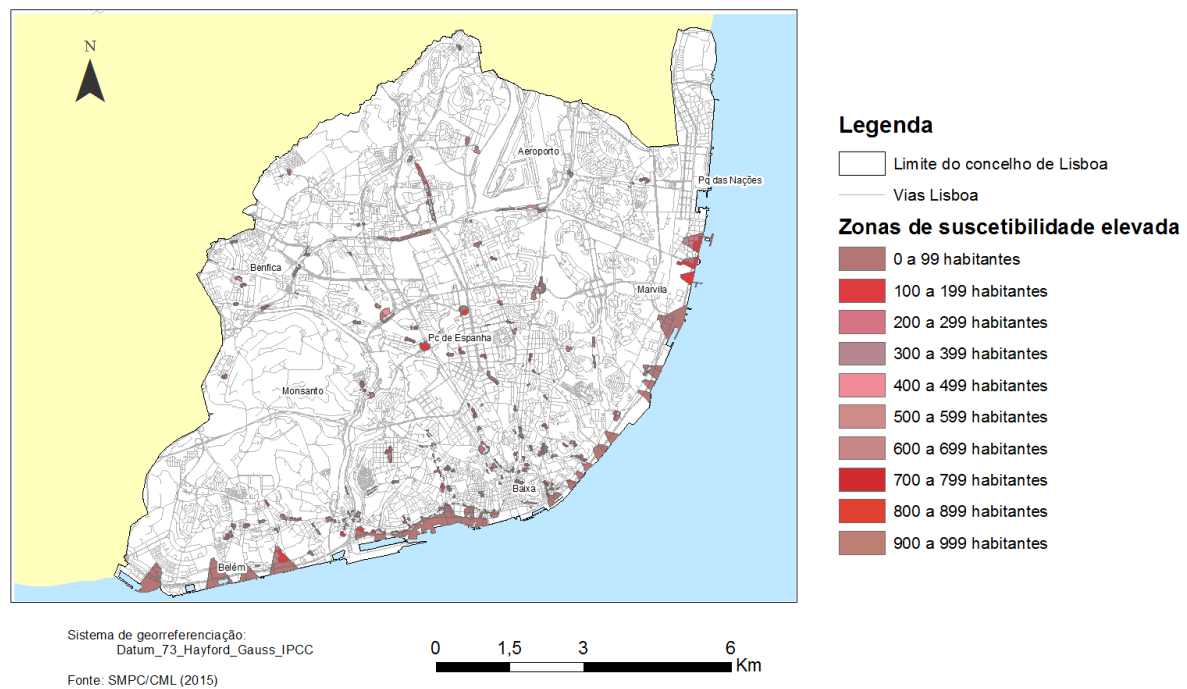 N
Aeroporto
Pq das Nações
Benfica
Marvila
Pc de Espanha
Monsanto
Baixa
Belém
Legenda
Limite do concelho de Lisboa
Vias Lisboa
Zonas de suscetibilidade elevada
0 a 99 habitantes
100 a 199 habitantes
200 a 299 habitantes
300 a 399 habitantes
400 a 499 habitantes
500 a 599 habitantes
600 a 699 habitantes
700 a 799 habitantes
800 a 899 habitantes
900 a 999 habitantes
Sistema de georreferenciação:
Datum_73_Hayford_Gauss_IPCC
Fonte: SMPC/CML (2015)
0 1,5 3 6
Km